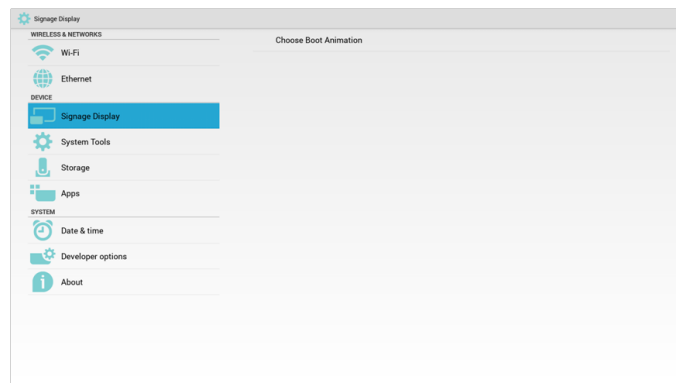 Signage Display
WIRELESS & NETWORKS
Wi-Fi
Ethernet
DEVICE
Signage Display
System Tools
Storage
Apps
SYSTEM
Date & time
Developer options
About
Choose Boot Animation